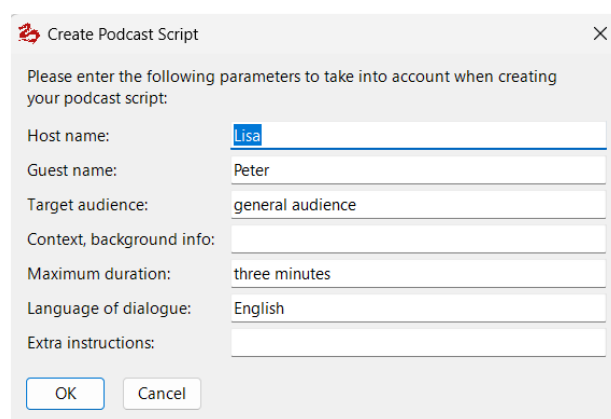 Create Podcast Script
Please enter the following parameters to take into account when creating
your podcast script:
Host name: Lisa
Guest name: Peter
Target audience: general audience
Context, background info:
Maximum duration: three minutes
Language of dialogue: English
Extra instructions:
OK Cancel